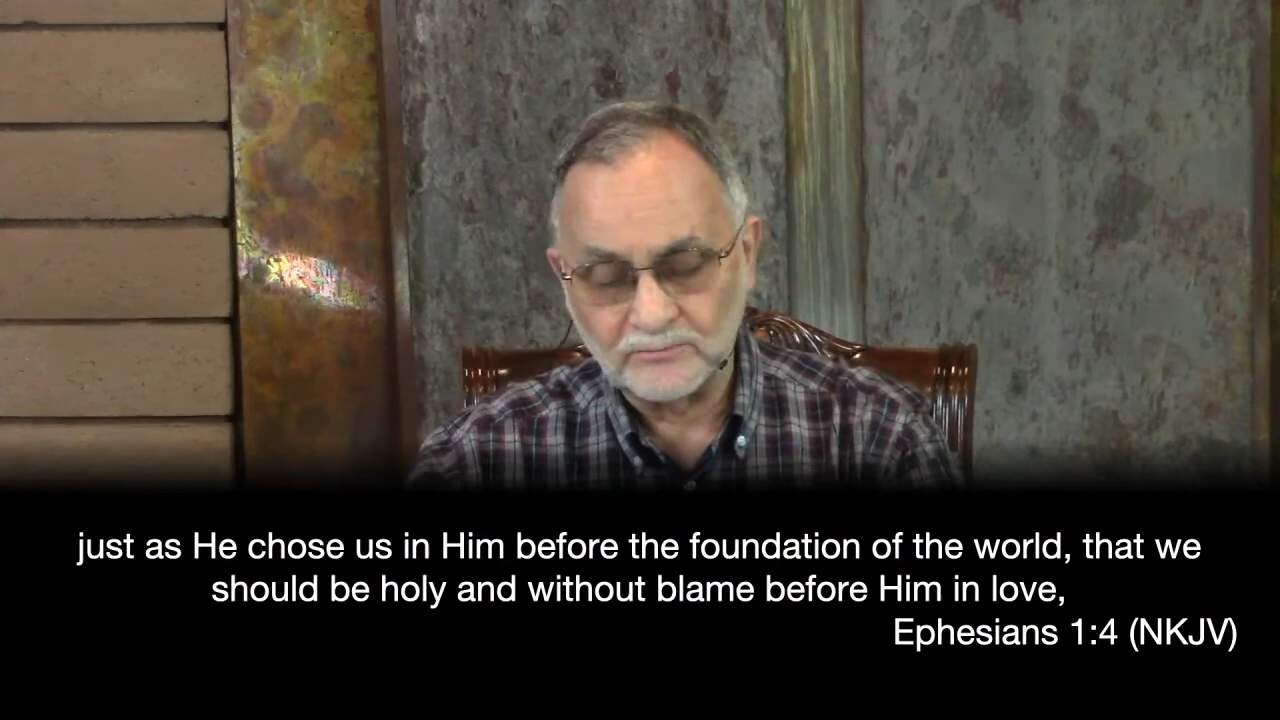 just as He chose us in Him before the foundation of the world, that we
should be holy and without blame before Him in love,
Ephesians 1:4 (NKJV)